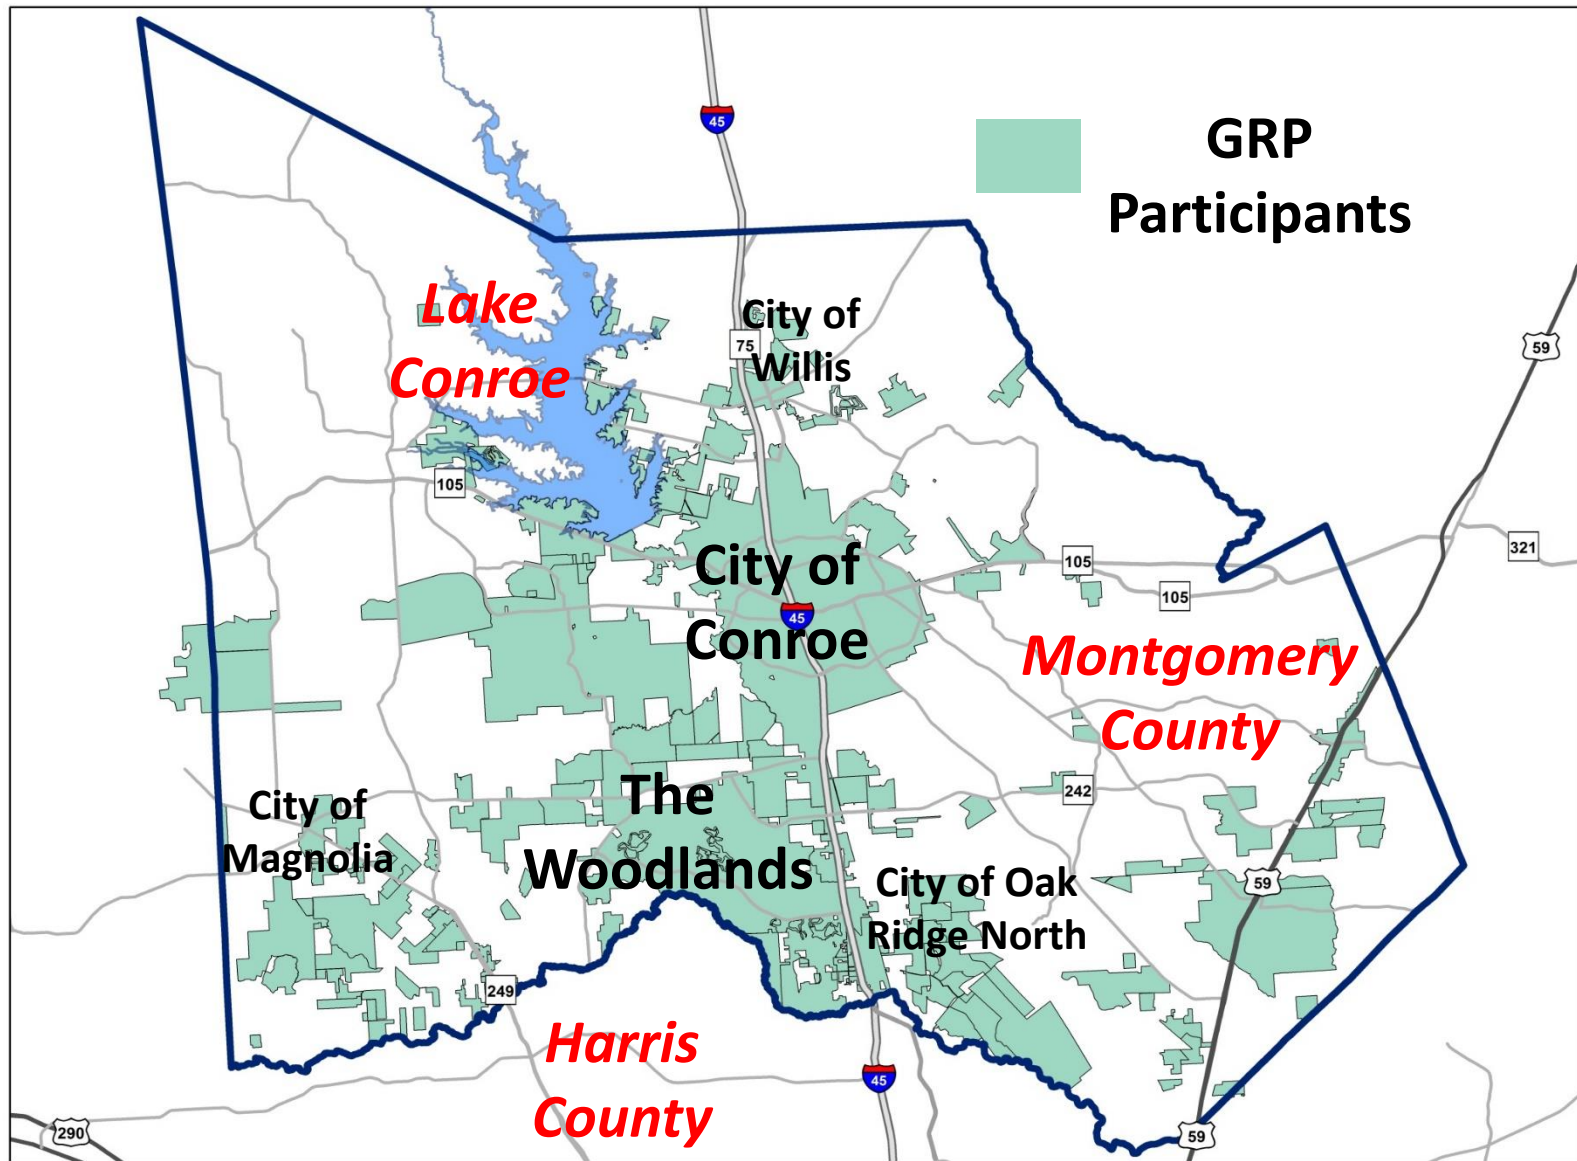 45
GRP
Participants
Lake
Conroe
City of
Willis
75
59
105
City of
Conroe
45
105
105
321
Montgomery
County
The
Woodlands
City of
Magnolia
242
City of Oak
Ridge North
59
249
Harris
County
45
290
59